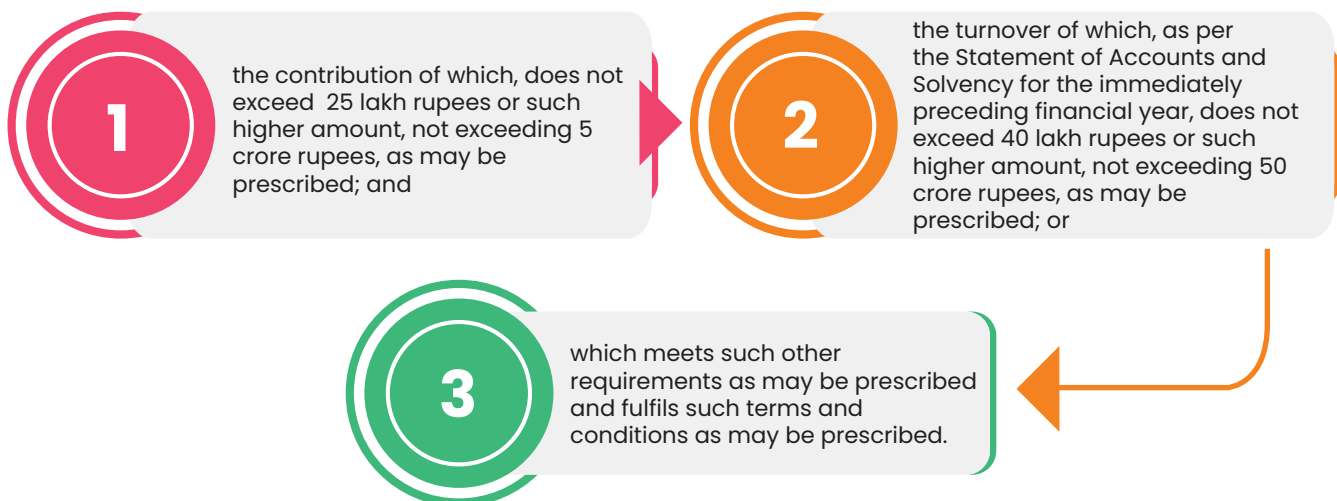 1
the contribution of which, does not
exceed 25 lakh rupees or such
higher amount, not exceeding 5
crore rupees, as may be
prescribed; and
2
the turnover of which, as per
the Statement of Accounts and
Solvency for the immediately
preceding financial year, does not
exceed 40 lakh rupees or such
higher amount, not exceeding 50
crore rupees, as may be
prescribed; or
3
which meets such other
requirements as may be prescribed
and fulfils such terms and
conditions as may be prescribed.